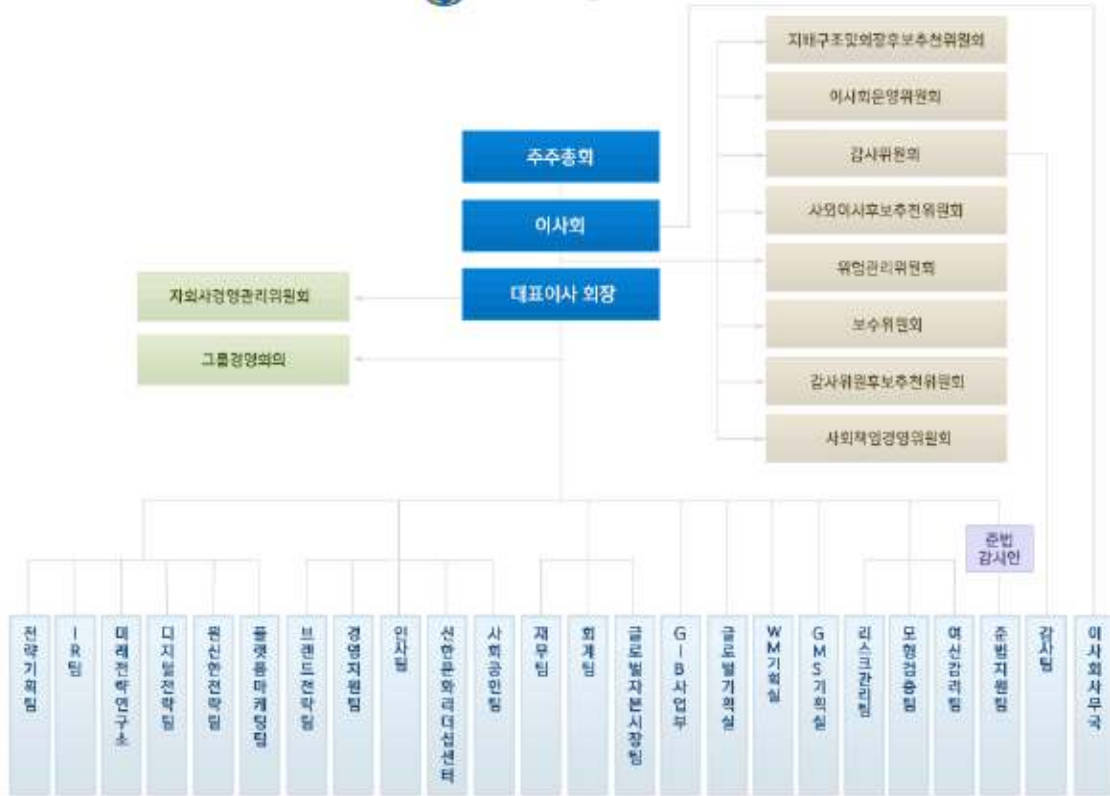 지배구조및회장후보추천위원회
이사회운영위원회
주주총회
감사위원회
이사회
사외이사후보추천위원회
위험관리위원회
대표이사 회장
자회사경영관리위원회
보수위원회
그룹경영회의
감사위원후보추천위원회
사회책임경영위원회
준법
감시인
전략기획팀
IR팀
미래전략연구소
디지털전략팀
원신한전략팀
플랫폼마케팅팀
브랜드전략팀
경영지원팀
인사팀
신한문화리더십센터
사회공헌팀
재무팀
회계팀
글로벌자본시장팀
GIB사업부
글로벌기획실
WM기획실
GMS기획실
리스크관리팀
모형검증팀
여신감리팀
준법지원팀
감사팀
이사회사무국